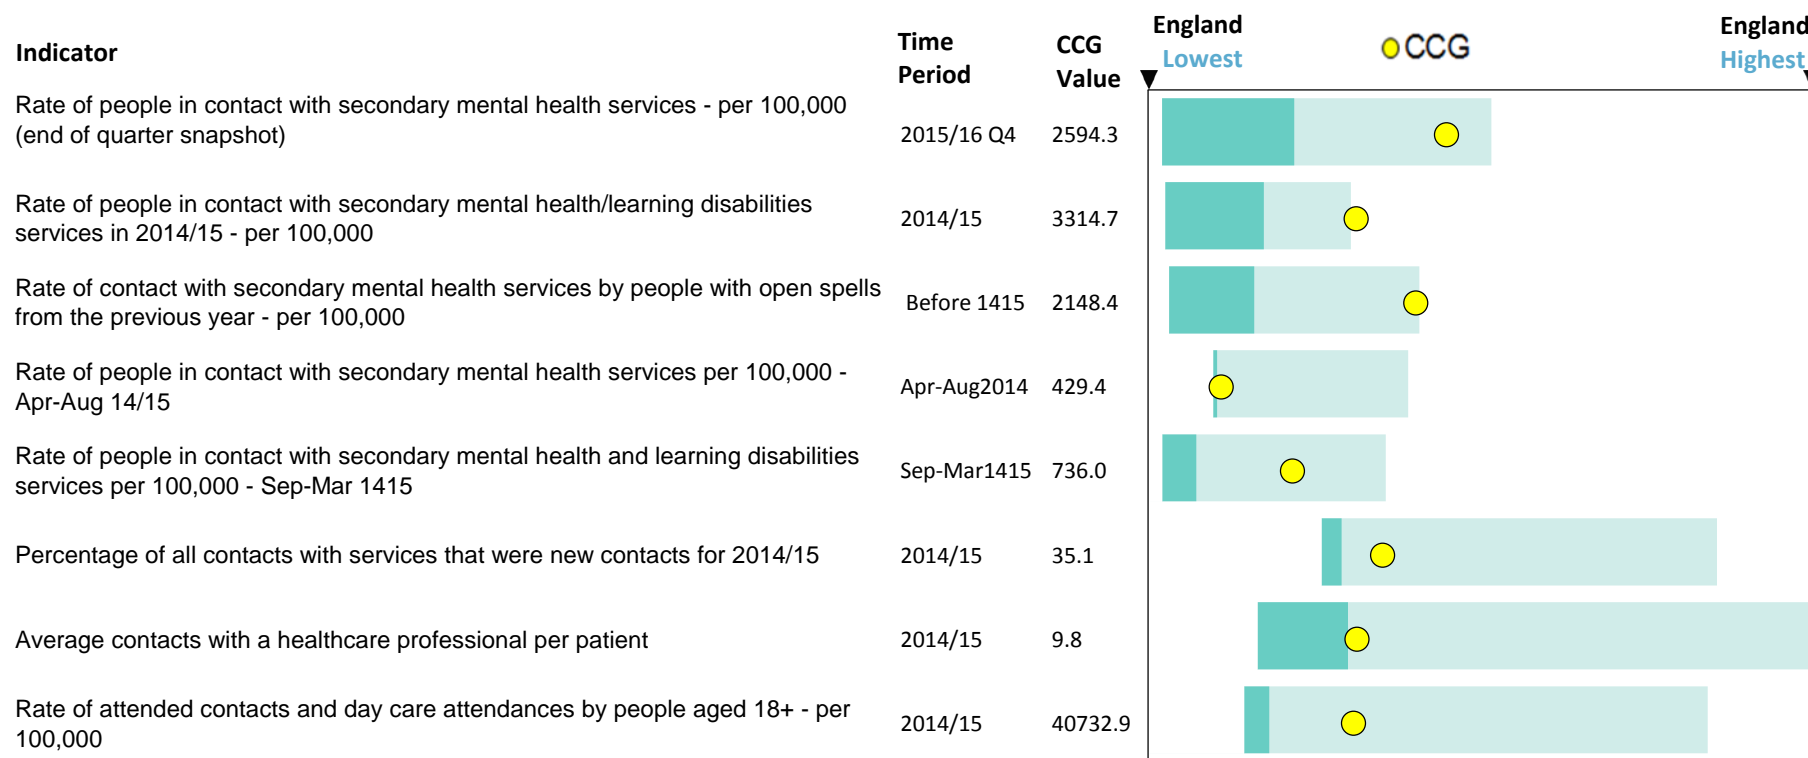 Indicator
Time
Period
CCG
Value
England
Lowest
CCG
England
Highest
Rate of people in contact with secondary mental health services - per 100,000
(end of quarter snapshot)
2015/16 Q4
2594.3
Rate of people in contact with secondary mental health/learning disabilities
services in 2014/15 - per 100,000
2014/15
3314.7
Rate of contact with secondary mental health services by people with open spells
from the previous year - per 100,000
Before 1415
2148.4
Rate of people in contact with secondary mental health services per 100,000 -
Apr-Aug 14/15
Apr-Aug2014
429.4
Rate of people in contact with secondary mental health and learning disabilities
services per 100,000 - Sep-Mar 1415
Sep-Mar1415
736.0
Percentage of all contacts with services that were new contacts for 2014/15
2014/15
35.1
Average contacts with a healthcare professional per patient
2014/15
9.8
Rate of attended contacts and day care attendances by people aged 18+ - per
100,000
2014/15
40732.9